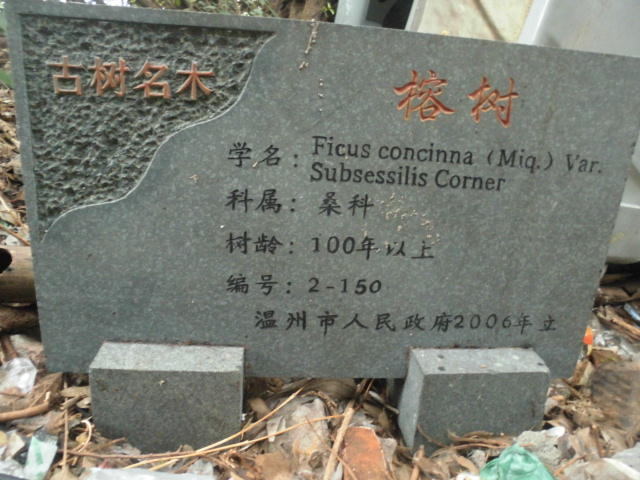 古树名木
榕树
学名：Ficus concinna (Miq.) Var.
Subsessilis Corner
科属：桑科
树龄：100年以上
编号：2-150
温州市人民政府2006年立